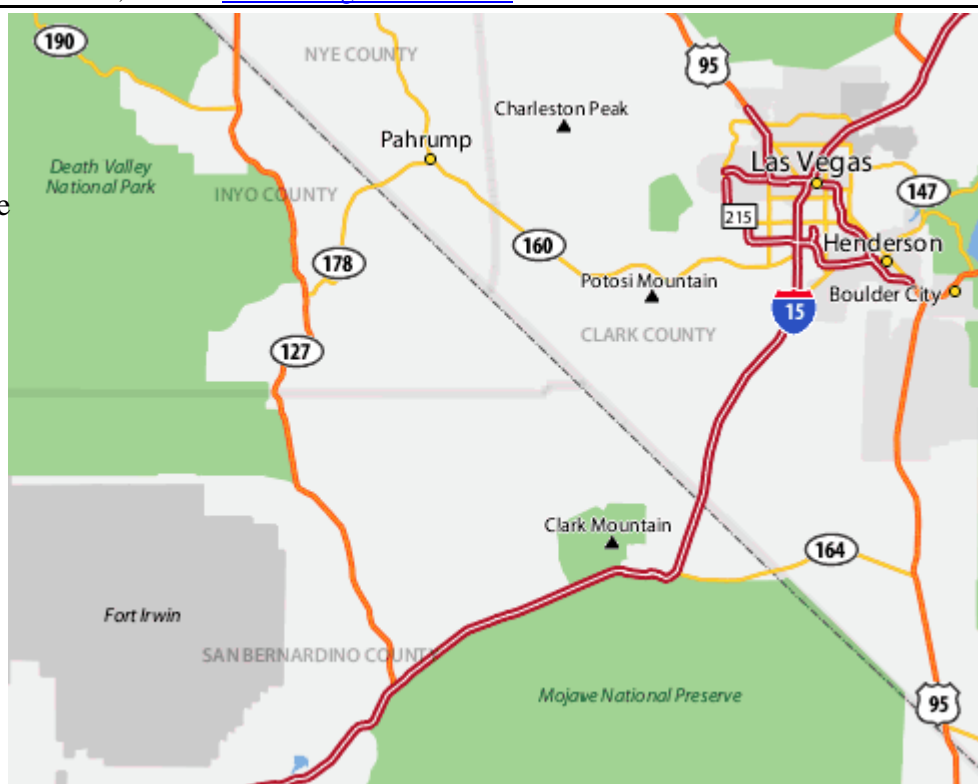 190
NYE COUNTY
95
Charleston Peak
Pahrump
Death Valley
National Park
Las Vegas
INYO COUNTY
147
e
215
160
Henderson
178
Potosi Mountain
Boulder City
15
CLARK COUNTY
127
Clark Mountain
164
Fort Irwin
SAN BERNARDINO COUNT
Mojave National Preserve
95